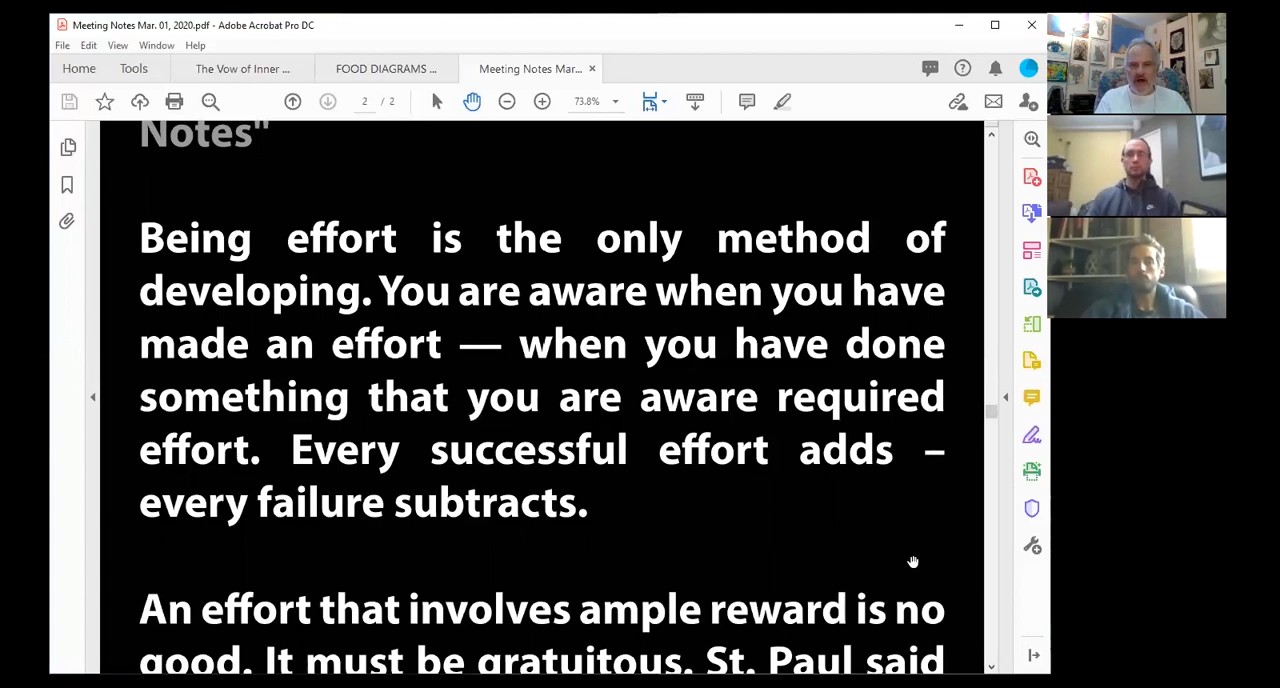 Meeting Notes Mar. 01, 2020.pdf - Adobe Acrobat Pro DC
File Edit View Window Help
Home Tools The Vow of Inner ... FOOD DIAGRAMS ... Meeting Notes Mar... ×
2 / 2 73.8%
Notes"
Being effort is the only method of
developing. You are aware when you have
made an effort — when you have done
something that you are aware required
effort. Every successful effort adds –
every failure subtracts.
An effort that involves ample reward is no
good. It must be gratuitous. St. Paul said